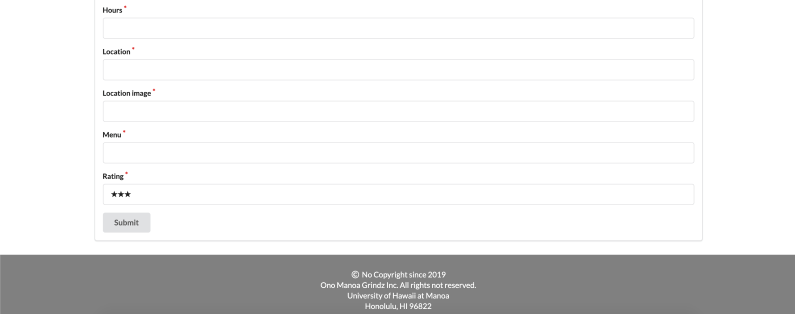 Hours *
Location *
Location image *
Menu *
Rating *
★★★
Submit
© No Copyright since 2019
Ono Manoa Grindz Inc. All rights not reserved.
University of Hawaii at Manoa
Honolulu, HI 96822